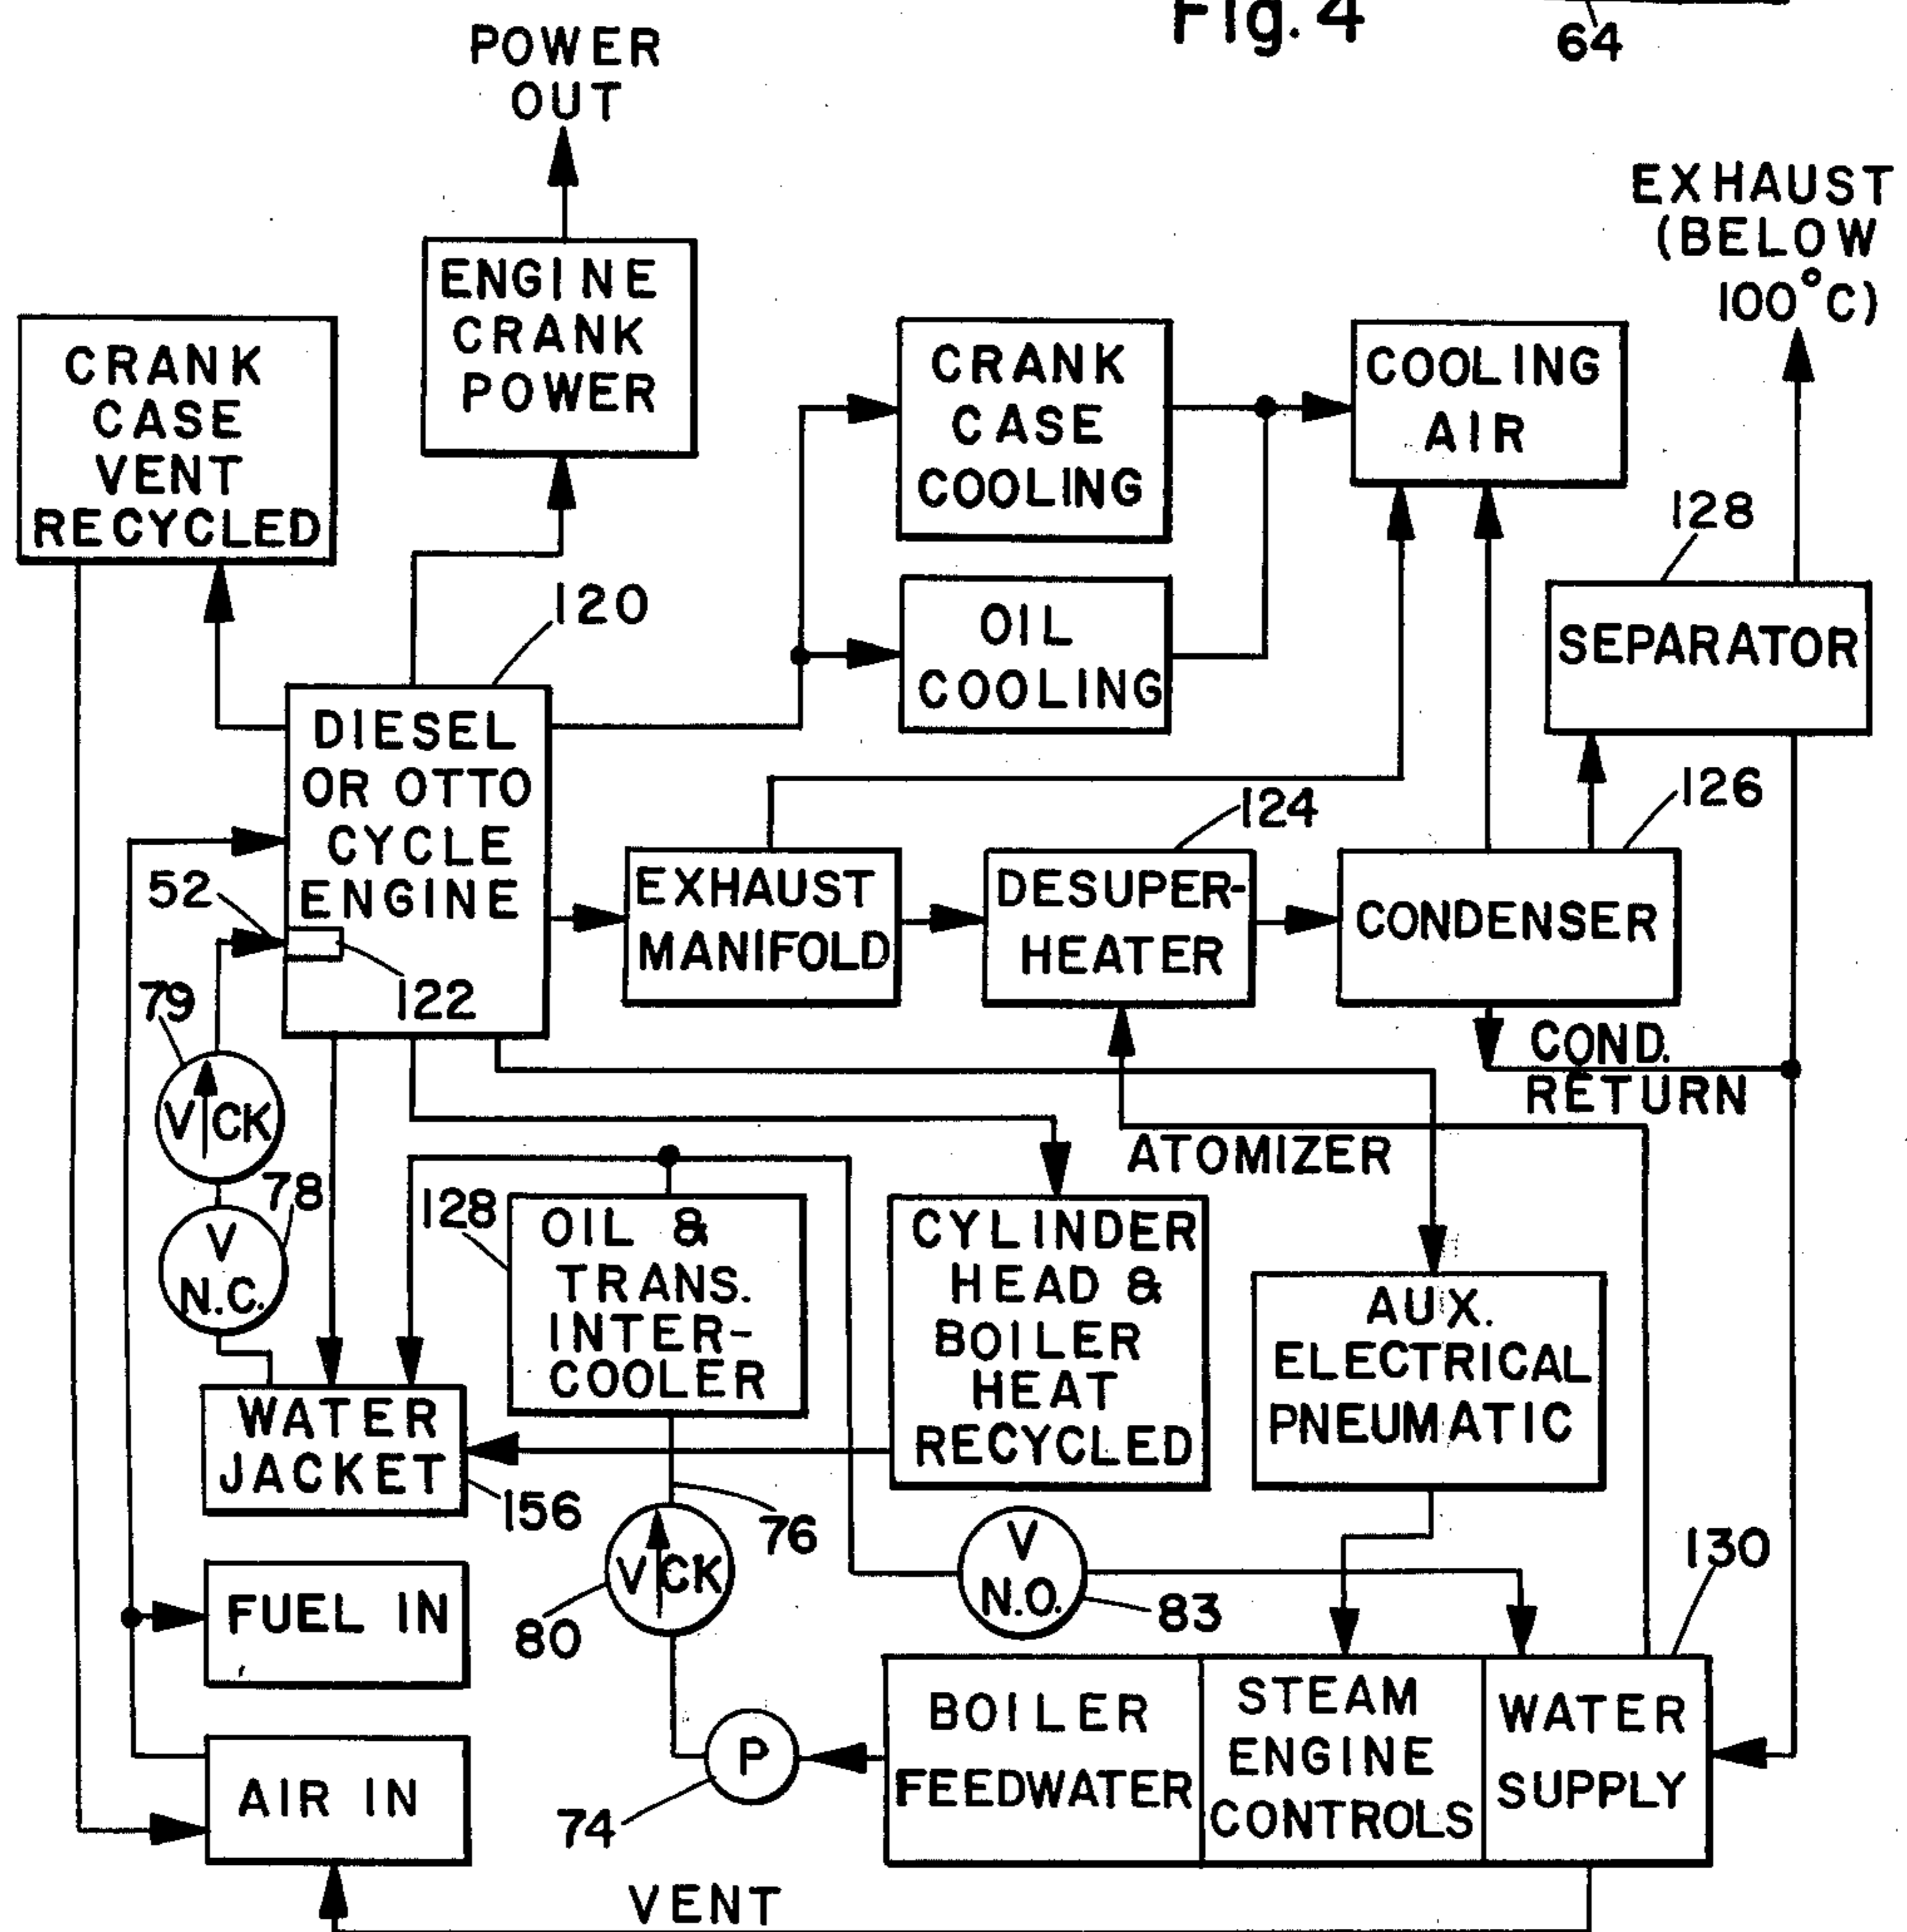 Fig. 4
64
POWER
OUT
EXHAUST
(BELOW
100°C)
ENGINE
CRANK
POWER
CRANK
CASE
VENT
RECYCLED
CRANK
CASE
COOLING
COOLING
AIR
128
120
OIL
COOLING
SEPARATOR
DIESEL
OR OTTO
CYCLE
ENGINE
124
126
52
EXHAUST
MANIFOLD
DESUPER-
HEATER
CONDENSER
122
79
COND.
RETURN
V CK
ATOMIZER
78
128
V
N.C.
OIL &
TRANS.
INTER-
COOLER
CYLINDER
HEAD &
BOILER
HEAT
RECYCLED
AUX.
ELECTRICAL
PNEUMATIC
WATER
JACKET
156
76
V CK
80
V
N.O.
83
130
FUEL IN
BOILER
FEEDWATER
STEAM
ENGINE
CONTROLS
WATER
SUPPLY
P
74
AIR IN
VENT